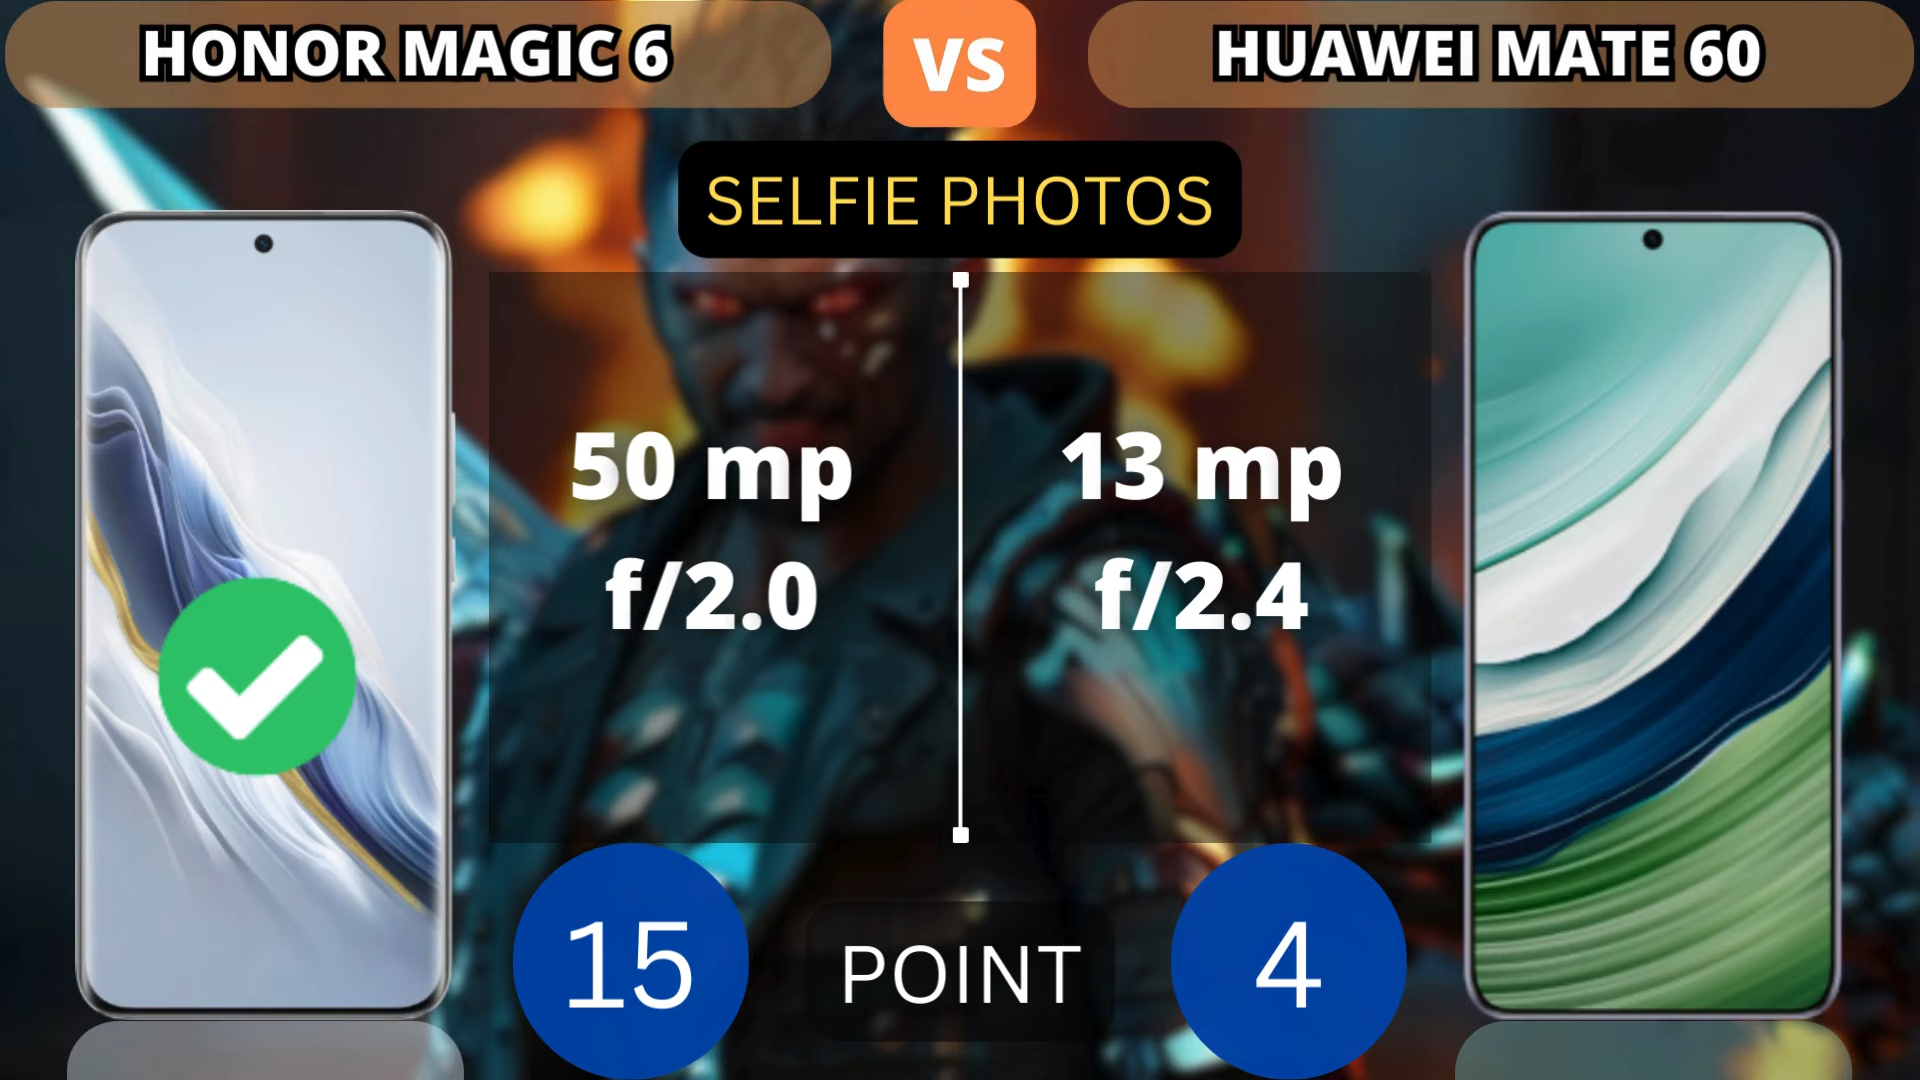 HONOR MAGIC 6
VS
HUAWEI MATE 60
SELFIE PHOTOS
50 mp
f/2.0
13 mp
f/2.4
15
POINT
4